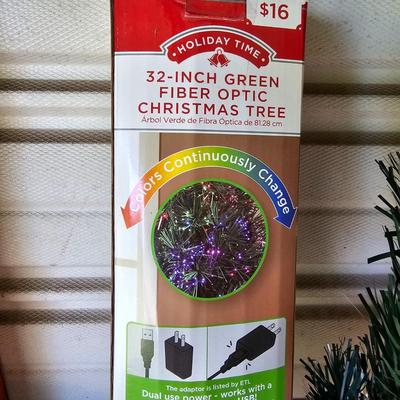 $16
• HOLIDAY TIME •
32-INCH GREEN
FIBER OPTIC
CHRISTMAS TREE
Árbol Verde de Fibra Óptica de 81.28 cm
Colors Continuously Change
The adaptor is listed by ETL
Dual use power - works with a
USB!